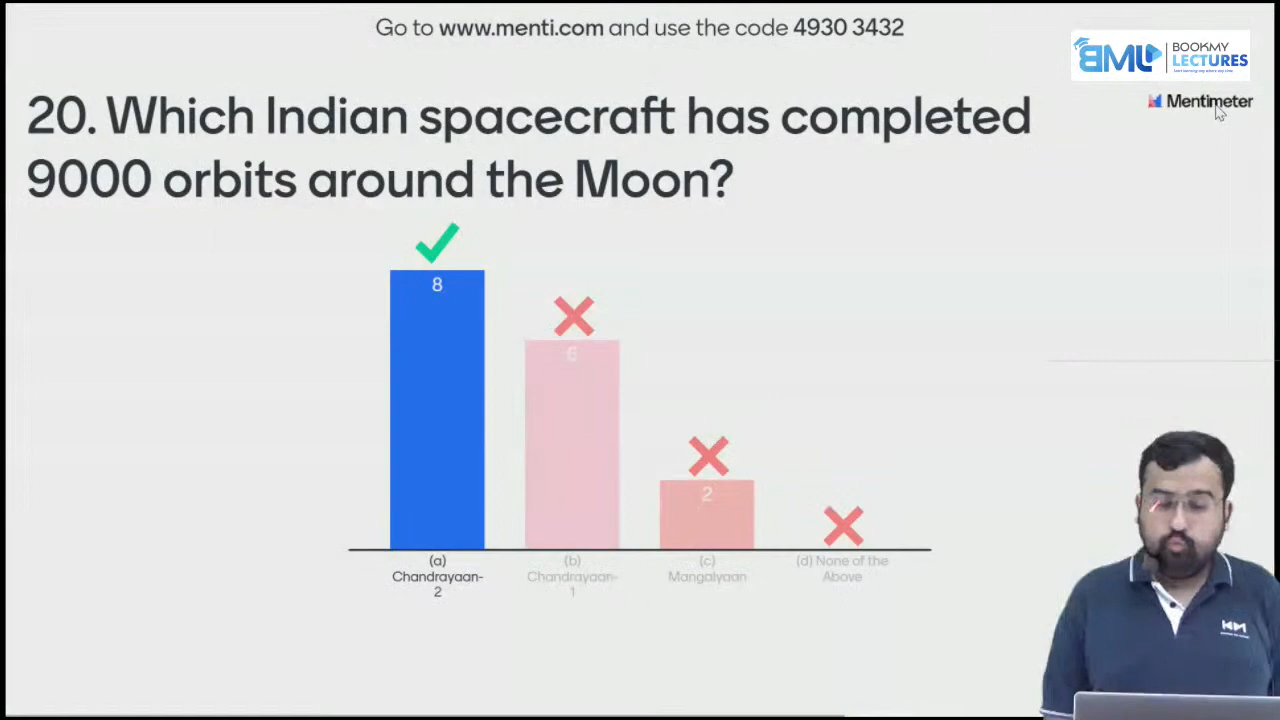 Go to www.menti.com and use the code 4930 3432
BOOKMY
LECTURES
Mentimeter
20. Which Indian spacecraft has completed
9000 orbits around the Moon?
8
6
2
(a)
Chandrayaan-
2
(b)
Chandrayaan-
1
(c)
Mangalyaan
(d) None of the
Above
KM